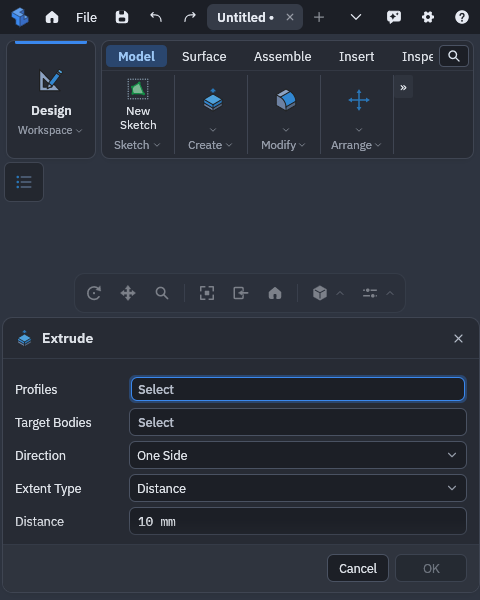 File
Untitled •
Model Surface Assemble Insert Inspe
Design
Workspace
New
Sketch
Sketch
Create
Modify
Arrange
»
Extrude
Profiles Select
Target Bodies Select
Direction One Side
Extent Type Distance
Distance 10 mm
Cancel OK